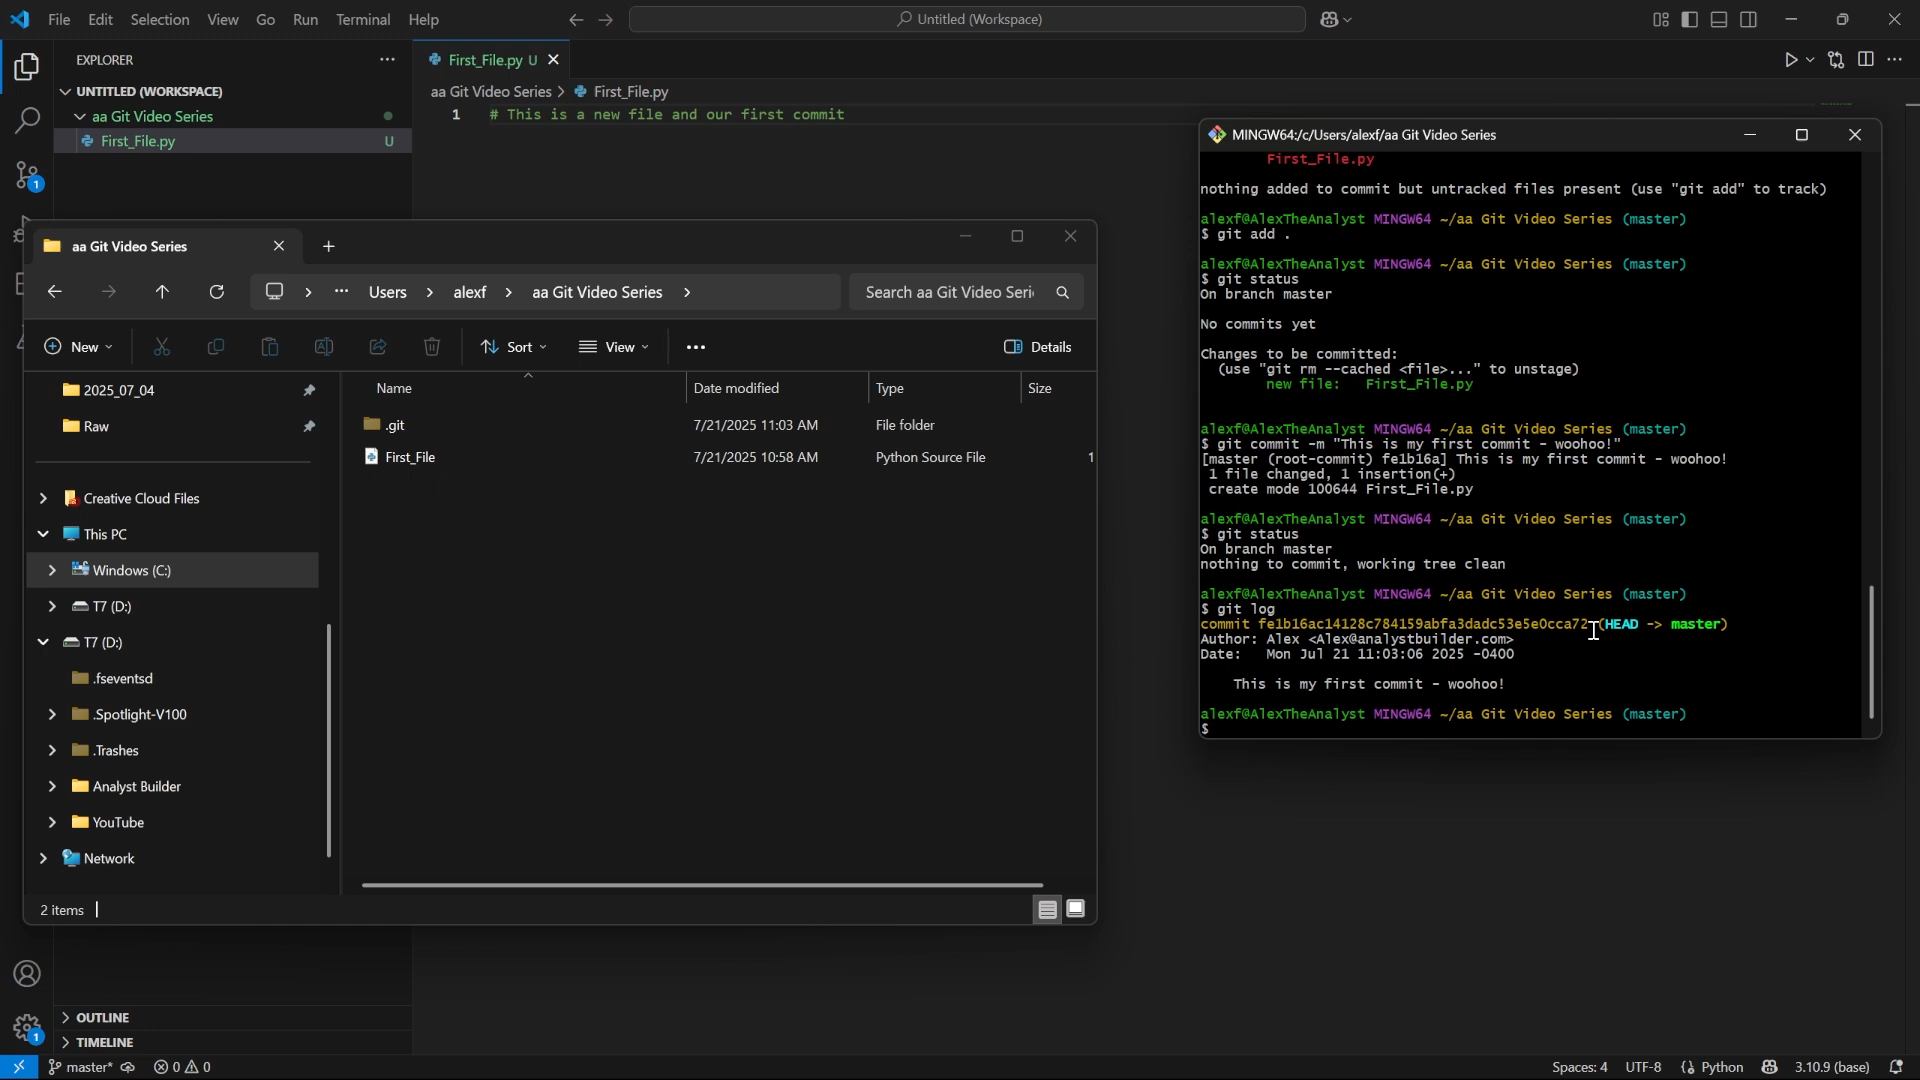 File Edit Selection View Go Run Terminal Help
Untitled (Workspace)
EXPLORER
UNTITLED (WORKSPACE)
aa Git Video Series
First_File.py U
1
First_File.py U
aa Git Video Series > First_File.py
1 # This is a new file and our first commit
aa Git Video Series
Users > alexf > aa Git Video Series >
Search aa Git Video Seri
New Sort View Details
2025_07_04
Raw
Creative Cloud Files
This PC
Windows (C:)
T7 (D:)
T7 (D:)
.fseventsd
.Spotlight-V100
.Trashes
Analyst Builder
YouTube
Network
Name Date modified Type Size
.git 7/21/2025 11:03 AM File folder
First_File 7/21/2025 10:58 AM Python Source File 1
2 items
MINGW64:/c/Users/alexf/aa Git Video Series
First_File.py
nothing added to commit but untracked files present (use "git add" to track)
alexf@AlexTheAnalyst MINGW64 ~/aa Git Video Series (master)
$ git add .
alexf@AlexTheAnalyst MINGW64 ~/aa Git Video Series (master)
$ git status
On branch master
No commits yet
Changes to be committed:
(use "git rm --cached <file>..." to unstage)
new file: First_File.py
alexf@AlexTheAnalyst MINGW64 ~/aa Git Video Series (master)
$ git commit -m "This is my first commit - woohoo!"
[master (root-commit) fe1b16a] This is my first commit - woohoo!
1 file changed, 1 insertion(+)
create mode 100644 First_File.py
alexf@AlexTheAnalyst MINGW64 ~/aa Git Video Series (master)
$ git status
On branch master
nothing to commit, working tree clean
alexf@AlexTheAnalyst MINGW64 ~/aa Git Video Series (master)
$ git log
commit fe1b16ac14128c784159abfa3dadc53e5e0cca72 (HEAD -> master)
Author: Alex <Alex@analystbuilder.com>
Date: Mon Jul 21 11:03:06 2025 -0400
This is my first commit - woohoo!
alexf@AlexTheAnalyst MINGW64 ~/aa Git Video Series (master)
$
OUTLINE
1
TIMELINE
master* 0 0
Spaces: 4 UTF-8 Python 3.10.9 (base)